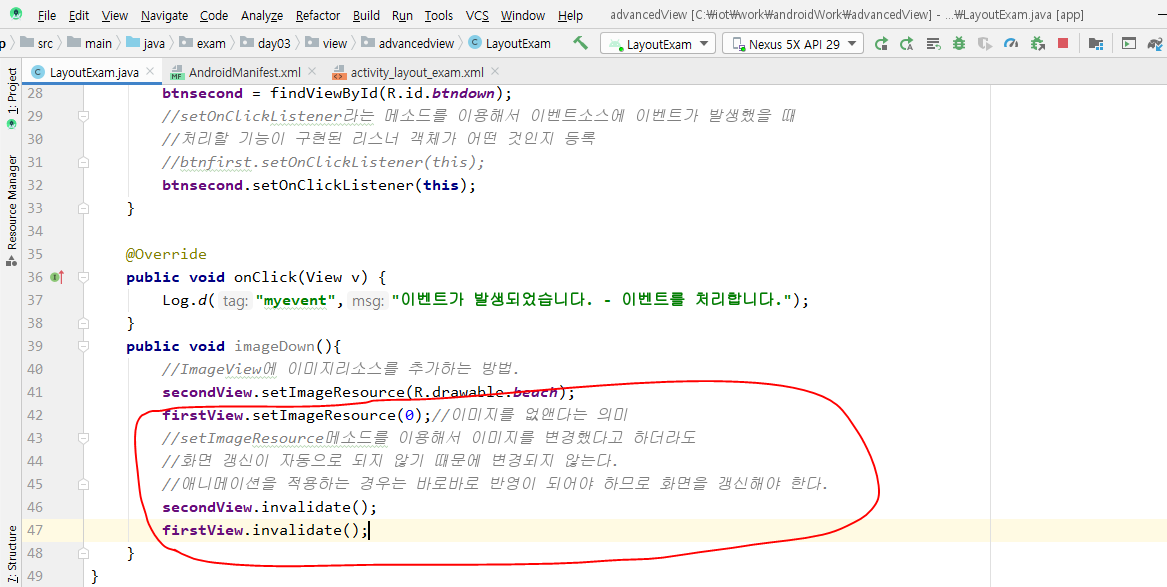 File Edit View Navigate Code Analyze Refactor Build Run Tools VCS Window Help advancedView [C:₩iot₩work₩androidWork₩advancedView] - ...₩LayoutExam.java [app]
p src main java exam day03 view advancedview LayoutExam LayoutExam Nexus 5X API 29
LayoutExam.java AndroidManifest.xml activity_layout_exam.xml
1: Project
Resource Manager
7: Structure
28 btnsecond = findViewById(R.id.btndown);
29 //setOnClickListener라는 메소드를 이용해서 이벤트소스에 이벤트가 발생했을 떄
30 //처리할 기능이 구현된 리스너 객체가 어떤 것인지 등록
31 //btnfirst.setOnClickListener(this);
32 btnsecond.setOnClickListener(this);
33 }
34
35 @Override
36 public void onClick(View v) {
37 Log.d( tag: "myevent", msg: "이벤트가 발생되었습니다. - 이벤트를 처리합니다.");
38 }
39 public void imageDown(){
40 //ImageView에 이미지리소스를 추가하는 방법.
41 secondView.setImageResource(R.drawable.beach);
42 firstView.setImageResource(0);//이미지를 없앤다는 의미
43 //setImageResource메소드를 이용해서 이미지를 변경했다고 하더라도
44 //화면 갱신이 자동으로 되지 않기 때문에 변경되지 않는다.
45 //애니메이션을 적용하는 경우는 바로바로 반영이 되어야 하므로 화면을 갱신해야 한다.
46 secondView.invalidate();
47 firstView.invalidate();
48 }
49 }